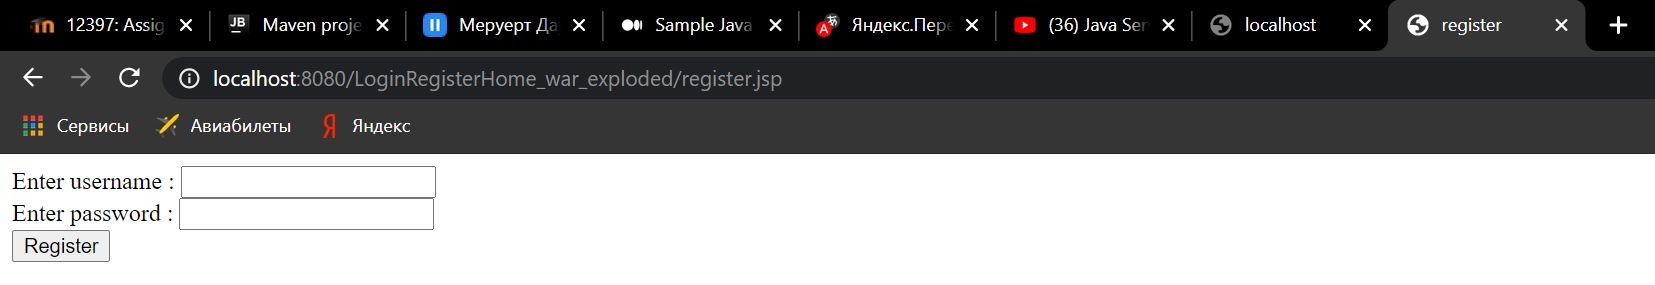 12397: Assig
Maven proje
Меруерт Да
Sample Java
Яндекс.Пере
(36) Java Ser
localhost
register
localhost:8080/LoginRegisterHome_war_exploded/register.jsp
Сервисы
Авиабилеты
Яндекс
Enter username :
Enter password :
Register